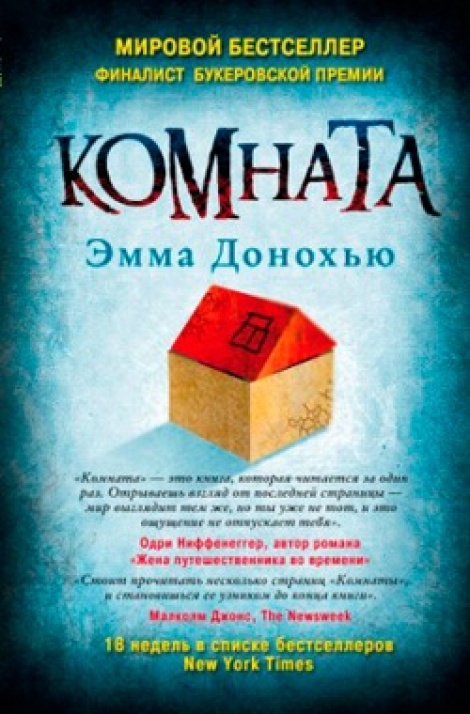 МИРОВОЙ БЕСТСЕЛЛЕР
ФИНАЛИСТ БУКЕРОВСКОЙ ПРЕМИИ
КОМНАТА
Эмма Донохью
«Комната» — это книга, которая читается за один
раз. Отрываешь взгляд от последней страницы —
мир выглядит тем же, но ты уже не тот, и это
ощущение не отпускает тебя».
Одри Ниффенеггер, автор романа
«Жена путешественника во времени»
«Стоит прочитать несколько страниц «Комнаты»,
и становишься ее узником до конца книги».
Малколм Джонс, The Newsweek
18 недель в списке бестселлеров
New York Times